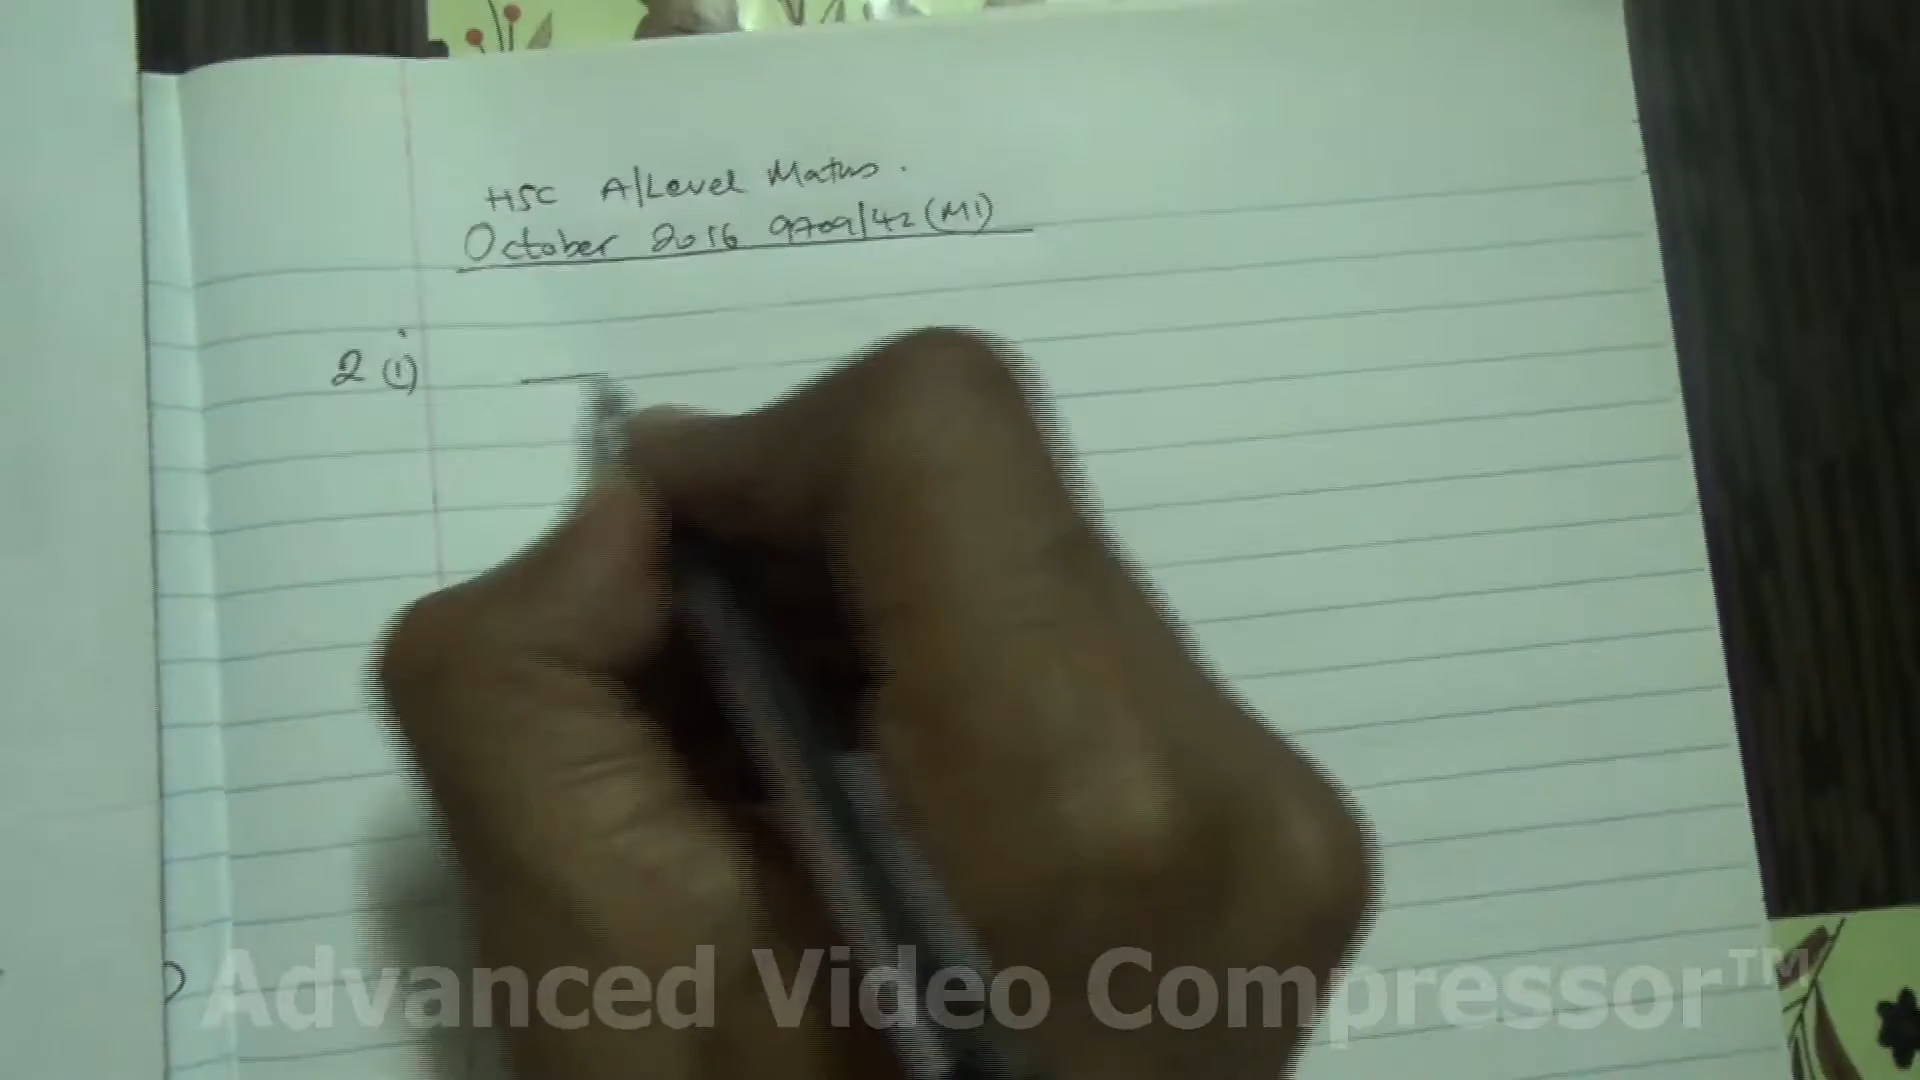 HSC A/Level Maths.
October 2016 9709/42 (M1)
2 (i)
Advanced Video Compressor™